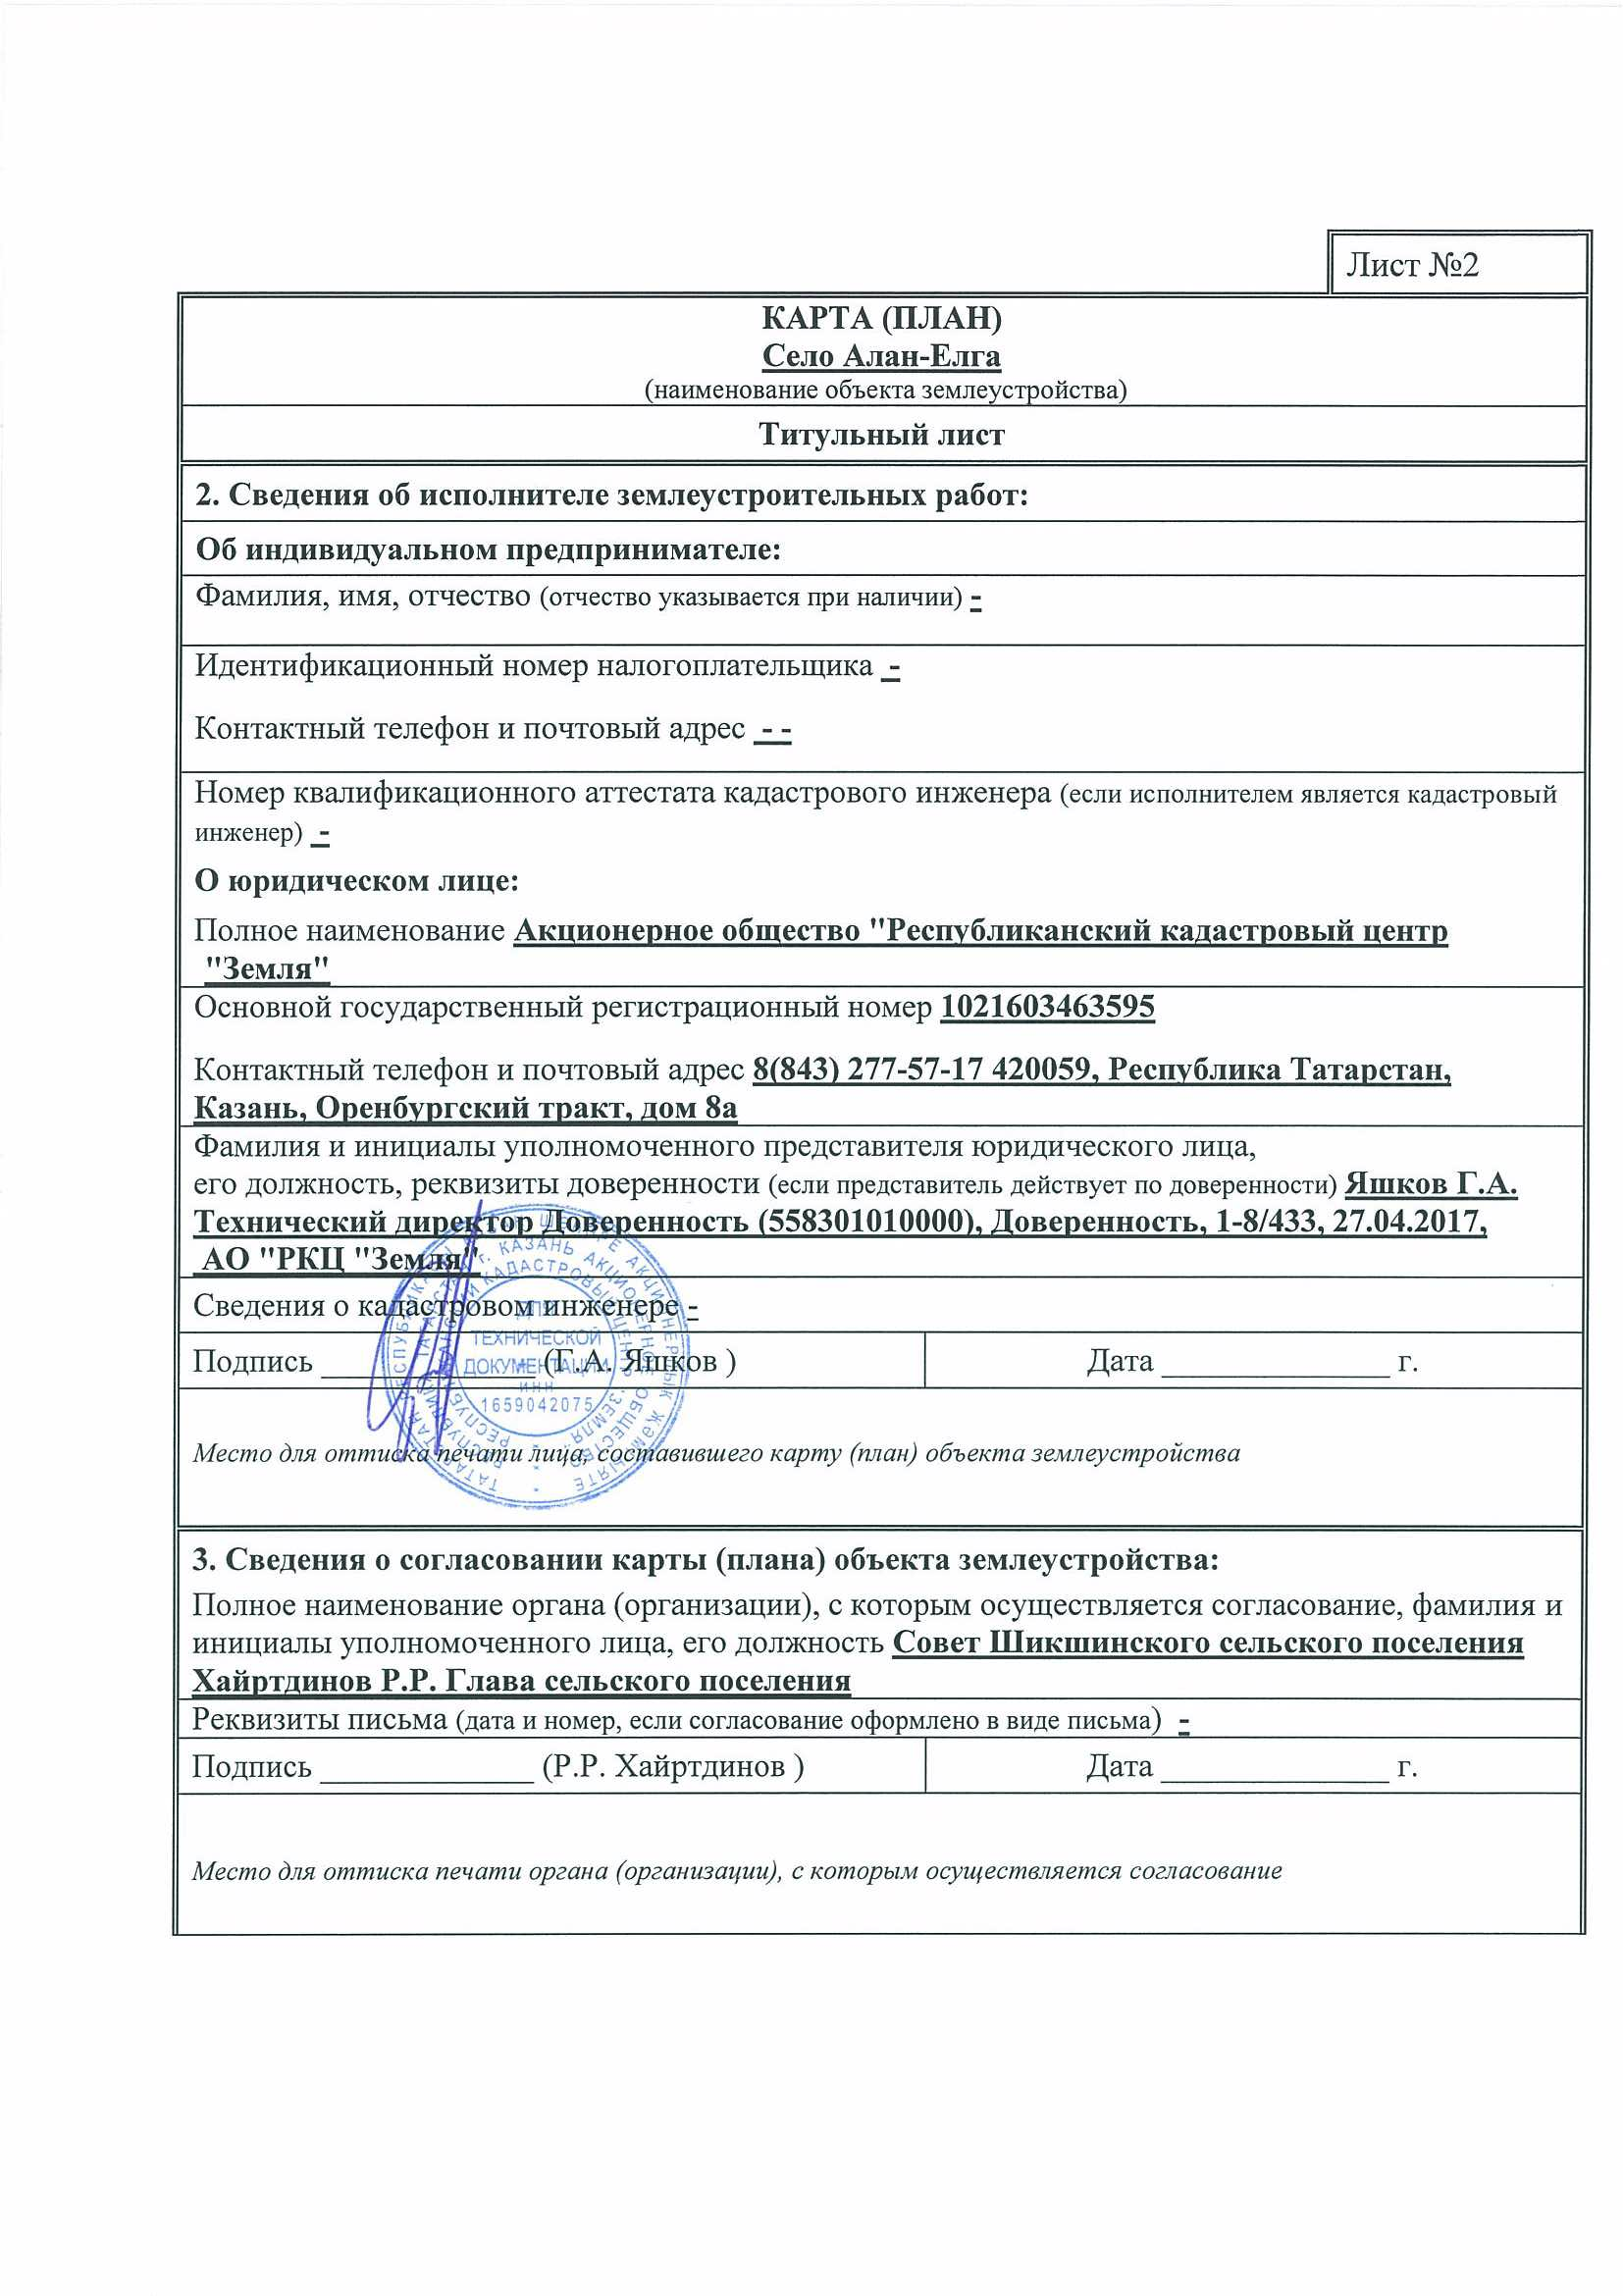 Лист №2
КАРТА (ПЛАН)
Село Алан-Елга
(наименование объекта землеустройства)
Титульный лист
2. Сведения об исполнителе землеустроительных работ:
Об индивидуальном предпринимателе:
Фамилия, имя, отчество (отчество указывается при наличии) -
Идентификационный номер налогоплательщика -
Контактный телефон и почтовый адрес - -
Номер квалификационного аттестата кадастрового инженера (если исполнителем является кадастровый
инженер) -
О юридическом лице:
Полное наименование Акционерное общество "Республиканский кадастровый центр
"Земля"
Основной государственный регистрационный номер 1021603463595
Контактный телефон и почтовый адрес 8(843) 277-57-17 420059, Республика Татарстан,
Казань, Оренбургский тракт, дом 8а
Фамилия и инициалы уполномоченного представителя юридического лица,
его должность, реквизиты доверенности (если представитель действует по доверенности) Яшков Г.А.
Технический директор Доверенность (558301010000), Доверенность, 1-8/433, 27.04.2017,
АО "РКЦ "Земля"
Сведения о кадастровом инженере -
Подпись _____________ (Г.А. Яшков ) Дата ______________ г.
ТЕХНИЧЕСКОЙ
ДОКУМЕНТАЦИИ
ИНН
1659042075
Место для оттиска печати лица, составившего карту (план) объекта землеустройства
3. Сведения о согласовании карты (плана) объекта землеустройства:
Полное наименование органа (организации), с которым осуществляется согласование, фамилия и
инициалы уполномоченного лица, его должность Совет Шикшинского сельского поселения
Хайртдинов Р.Р. Глава сельского поселения
Реквизиты письма (дата и номер, если согласование оформлено в виде письма) -
Подпись _____________ (Р.Р. Хайртдинов ) Дата ______________ г.
Место для оттиска печати органа (организации), с которым осуществляется согласование